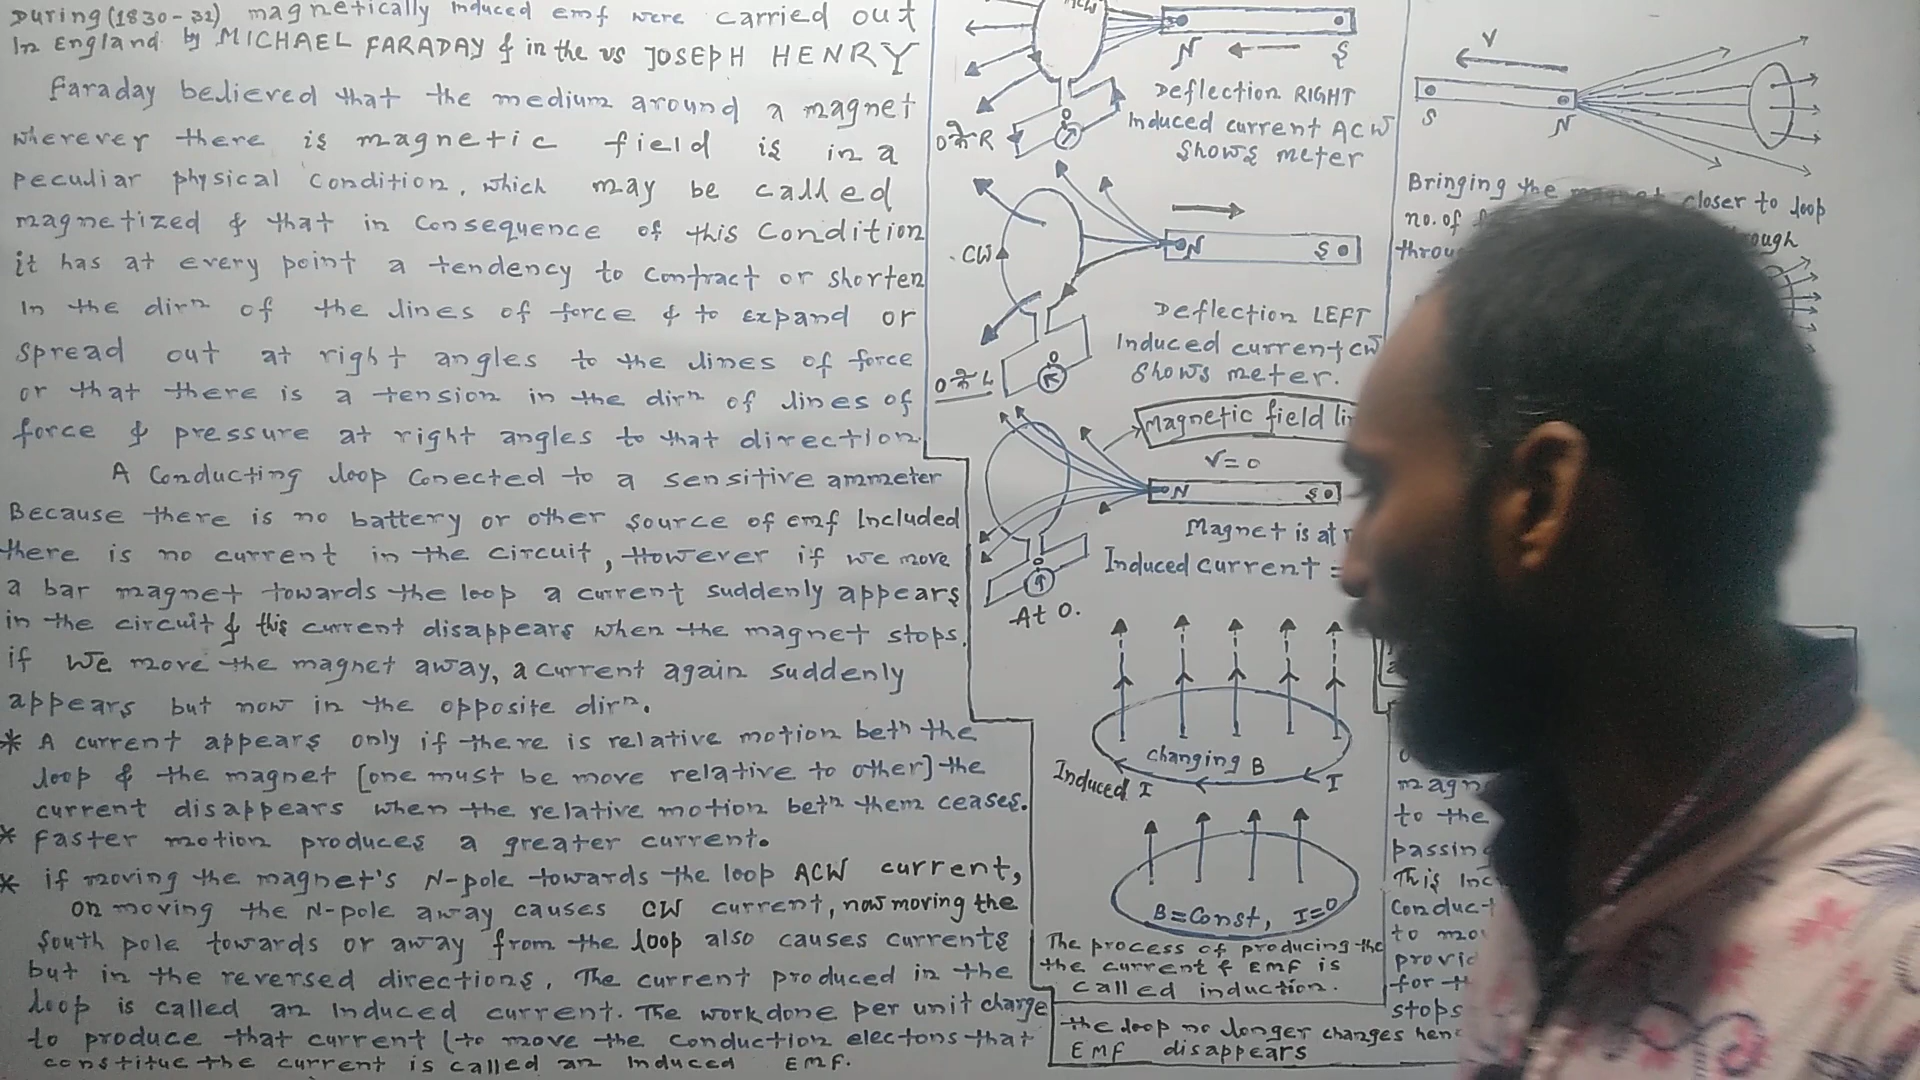 During (1830-32), magnetically induced emf were carried out
In England by MICHAEL FARADAY & in the us JOSEPH HENRY
Faraday believed that the medium around a magnet
wherever there is magnetic field is in a
peculiar physical condition, which may be called
magnetized & that in consequence of this condition
it has at every point a tendency to contract or shorten
In the dirn of the lines of force & to expand or
spread out at right angles to the lines of force
or that there is a tension in the dirn of lines of
force & pressure at right angles to that direction.
A Conducting loop conected to a sensitive ammeter
Because there is no battery or other source of emf Included
there is no current in the circuit, However if we move
a bar magnet towards the loop a current suddenly appears
in the circuit & this current disappears when the magnet stops.
if we move the magnet away, a current again suddenly
appears but now in the opposite dirn.
* A current appears only if there is relative motion betn the
loop & the magnet [one must be move relative to other] the
current disappears when the relative motion betn them ceases.
* Faster motion produces a greater current.
* if moving the magnet's N-pole towards the loop ACW current,
on moving the N-pole away causes CW current, now moving the
South pole towards or away from the loop also causes currents
but in the reversed directions. The current produced in the
loop is called an Induced current. The workdone per unit charge
to produce that current (to move the conduction electons that
constitue the current is called an Induced EMF.
N S
Deflection RIGHT
Induced current ACW
Shows meter
0 से R
0
CW
N S
Deflection LEFT
Induced current CW
Shows meter.
0 से L
0
Magnetic field
V=0
N S
Magnet is at
Induced current =
0
At 0.
changing B
Induced I
I
B=Const, I=0
The process of producing the
the current & EMF is
called induction.
V
S N
Bringing the closer to loop
no. of
to the
passing
This
to
stops
the loop no longer changes
EMF disappears